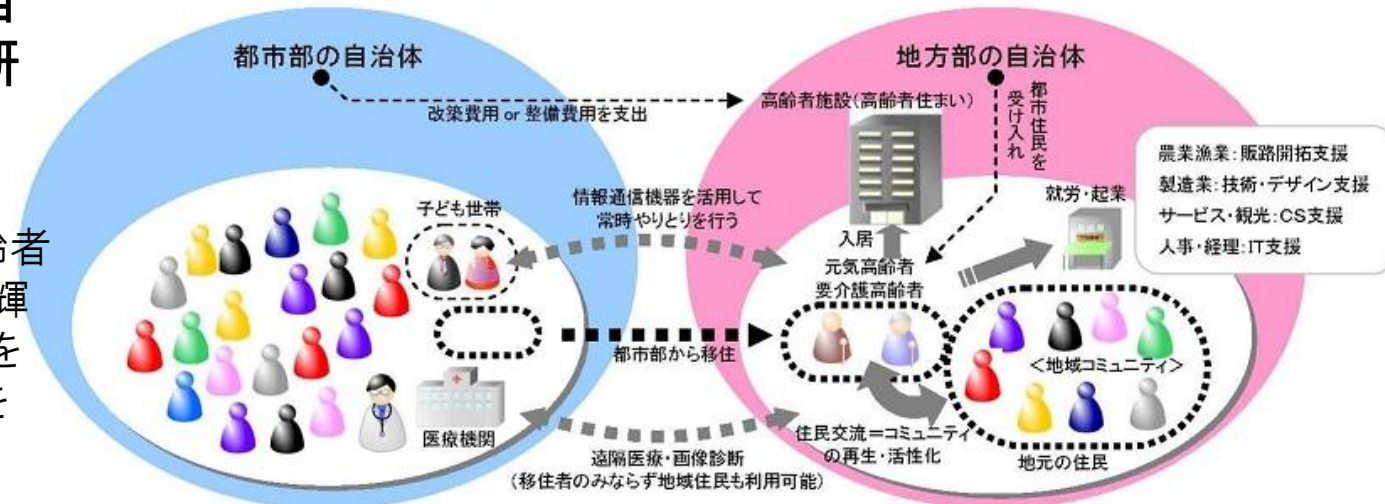 研
齢者
輝
を
都市部の自治体
改築費用 or 整備費用を支出
子ども世帯
医療機関
情報通信機器を活用して
常時やりとりを行う
都市部から移住
遠隔医療・画像診断
(移住者のみならず地域住民も利用可能)
地方部の自治体
高齢者施設(高齢者住まい)
都市住民を
受け入れ
入居
元気高齢者
要介護高齢者
就労・起業
農業漁業:販路開拓支援
製造業:技術・デザイン支援
サービス・観光:CS支援
人事・経理:IT支援
<地域コミュニティ>
住民交流=コミュニティ
の再生・活性化
地元の住民